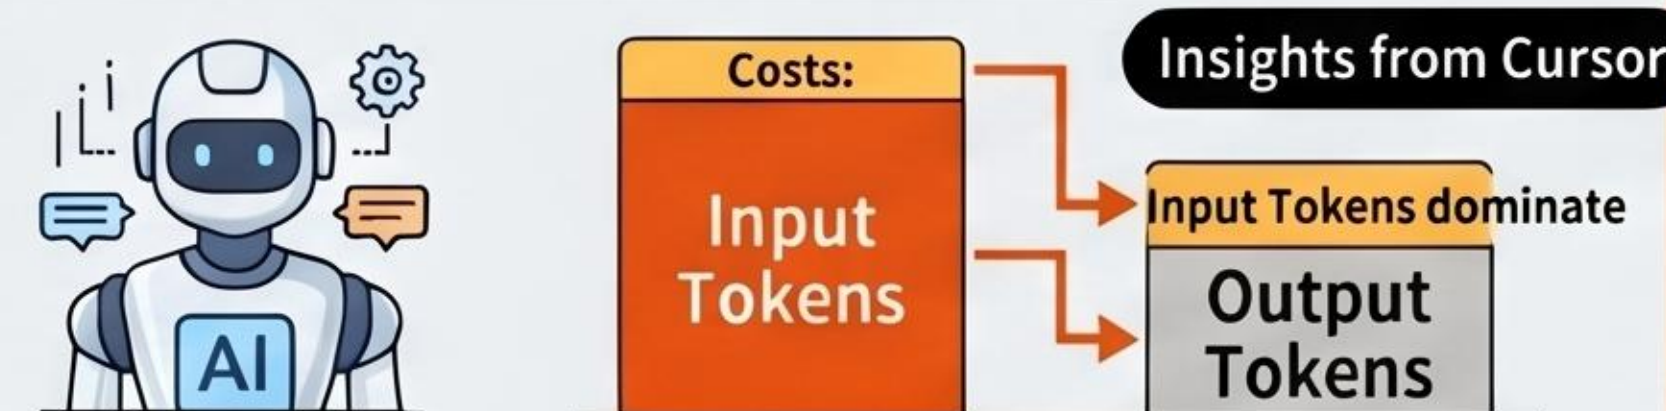 AI
Costs:
Input
Tokens
Insights from Cursor
Input Tokens dominate
Output
Tokens